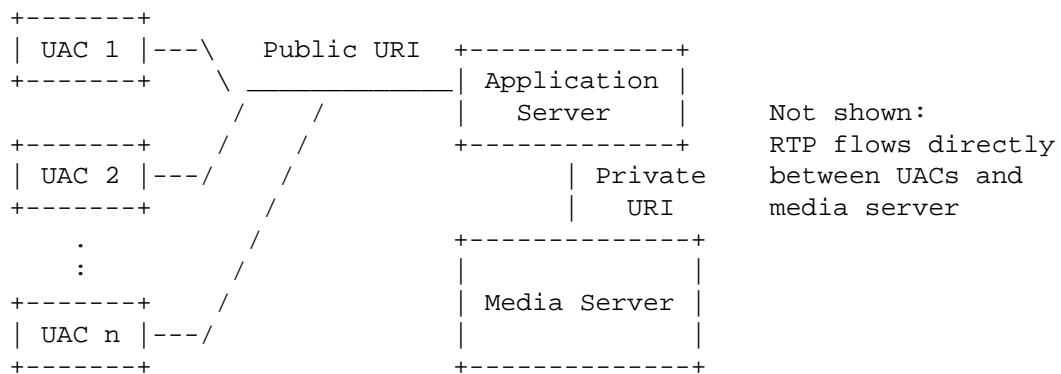 UAC 1
Public URI
Application
Server
Not shown:
RTP flows directly
between UACs and
media server
UAC 2
Private
URI
Media Server
UAC n